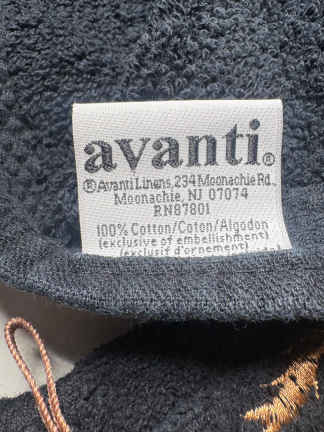 avanti®
®Avanti Linens, 234 Moonachie Rd.,
Moonachie, NJ 07074
RN87801
100% Cotton/Coton/Algodon
(exclusive of embellishment)
(exclusif d'ornement)